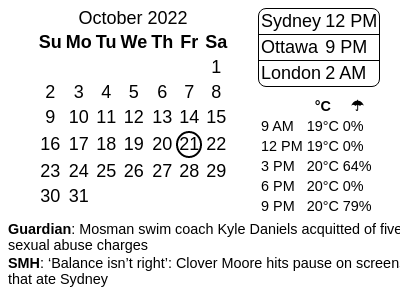 October 2022
Su Mo Tu We Th Fr Sa
1
2 3 4 5 6 7 8
9 10 11 12 13 14 15
16 17 18 19 20 21 22
23 24 25 26 27 28 29
30 31
Sydney 12 PM
Ottawa 9 PM
London 2 AM
°C ☂
9 AM 19°C 0%
12 PM 19°C 0%
3 PM 20°C 64%
6 PM 20°C 0%
9 PM 20°C 79%
Guardian: Mosman swim coach Kyle Daniels acquitted of five
sexual abuse charges
SMH: ‘Balance isn’t right’: Clover Moore hits pause on screen
that ate Sydney